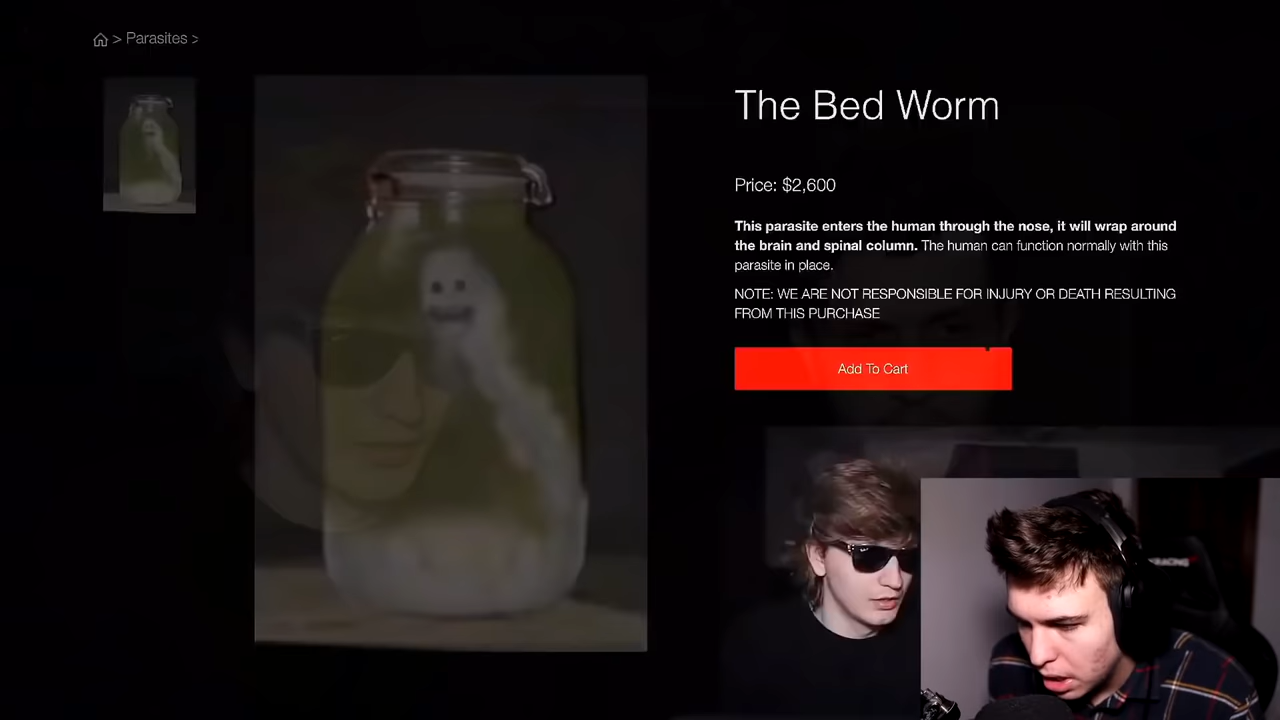 > Parasites >
The Bed Worm
Price: $2,600
This parasite enters the human through the nose, it will wrap around
the brain and spinal column. The human can function normally with this
parasite in place.
NOTE: WE ARE NOT RESPONSIBLE FOR INJURY OR DEATH RESULTING
FROM THIS PURCHASE
Add To Cart
RACING